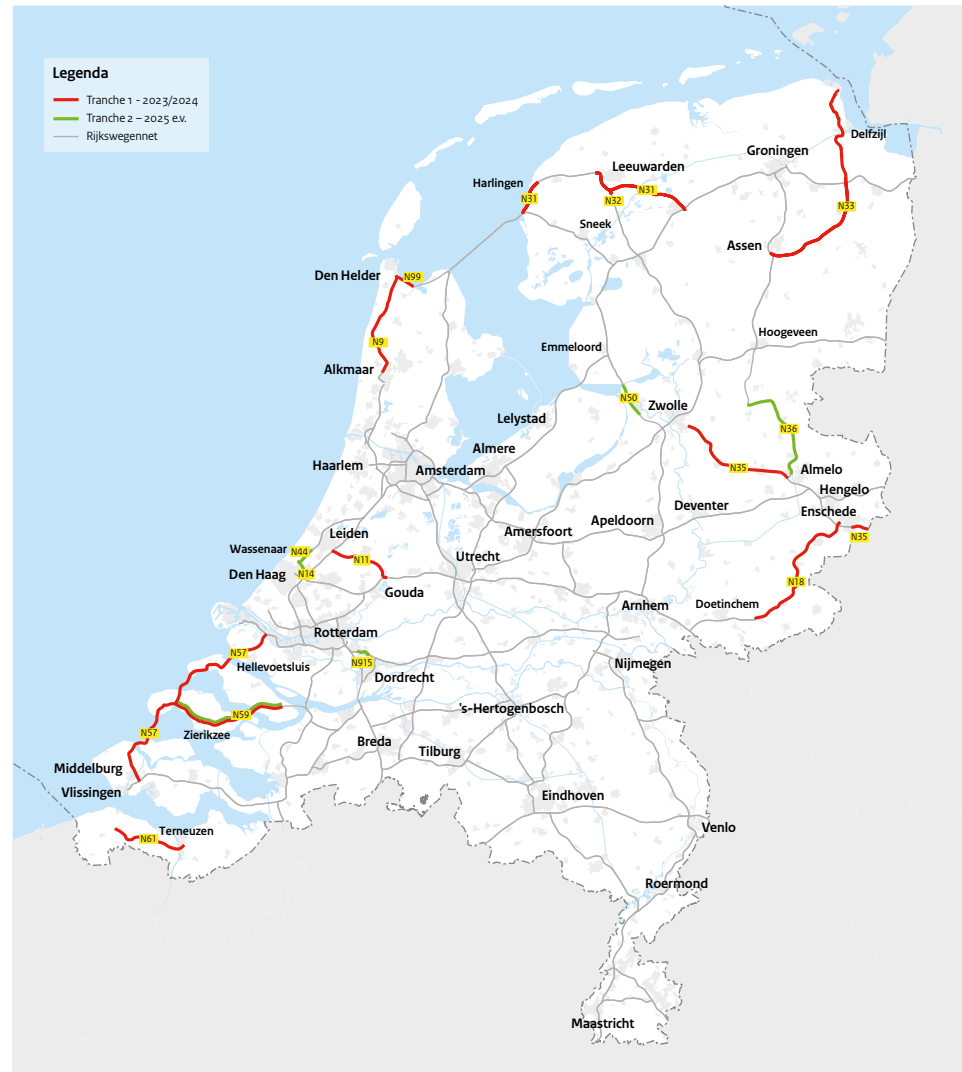 Legenda
Tranche 1 - 2023/2024
Tranche 2 – 2025 e.v.
Rijkswegennet
Delfzijl
Groningen
Leeuwarden
Harlingen
N31
N31
N32
N33
Sneek
Assen
Den Helder
N99
Hoogeveen
N9
Emmeloord
Alkmaar
N50
Zwolle
Lelystad
N36
Almere
Haarlem
Amsterdam
N35
Almelo
Hengelo
Deventer
Enschede
Apeldoorn
Amersfoort
Leiden
N35
Wassenaar
N44
N11
Utrecht
Den Haag
N14
N18
Gouda
Arnhem
Doetinchem
Rotterdam
N57
Hellevoetsluis
N915
Nijmegen
Dordrecht
's-Hertogenbosch
N59
Zierikzee
N57
Breda
Tilburg
Middelburg
Vlissingen
Eindhoven
Terneuzen
N61
Venlo
Roermond
Maastricht